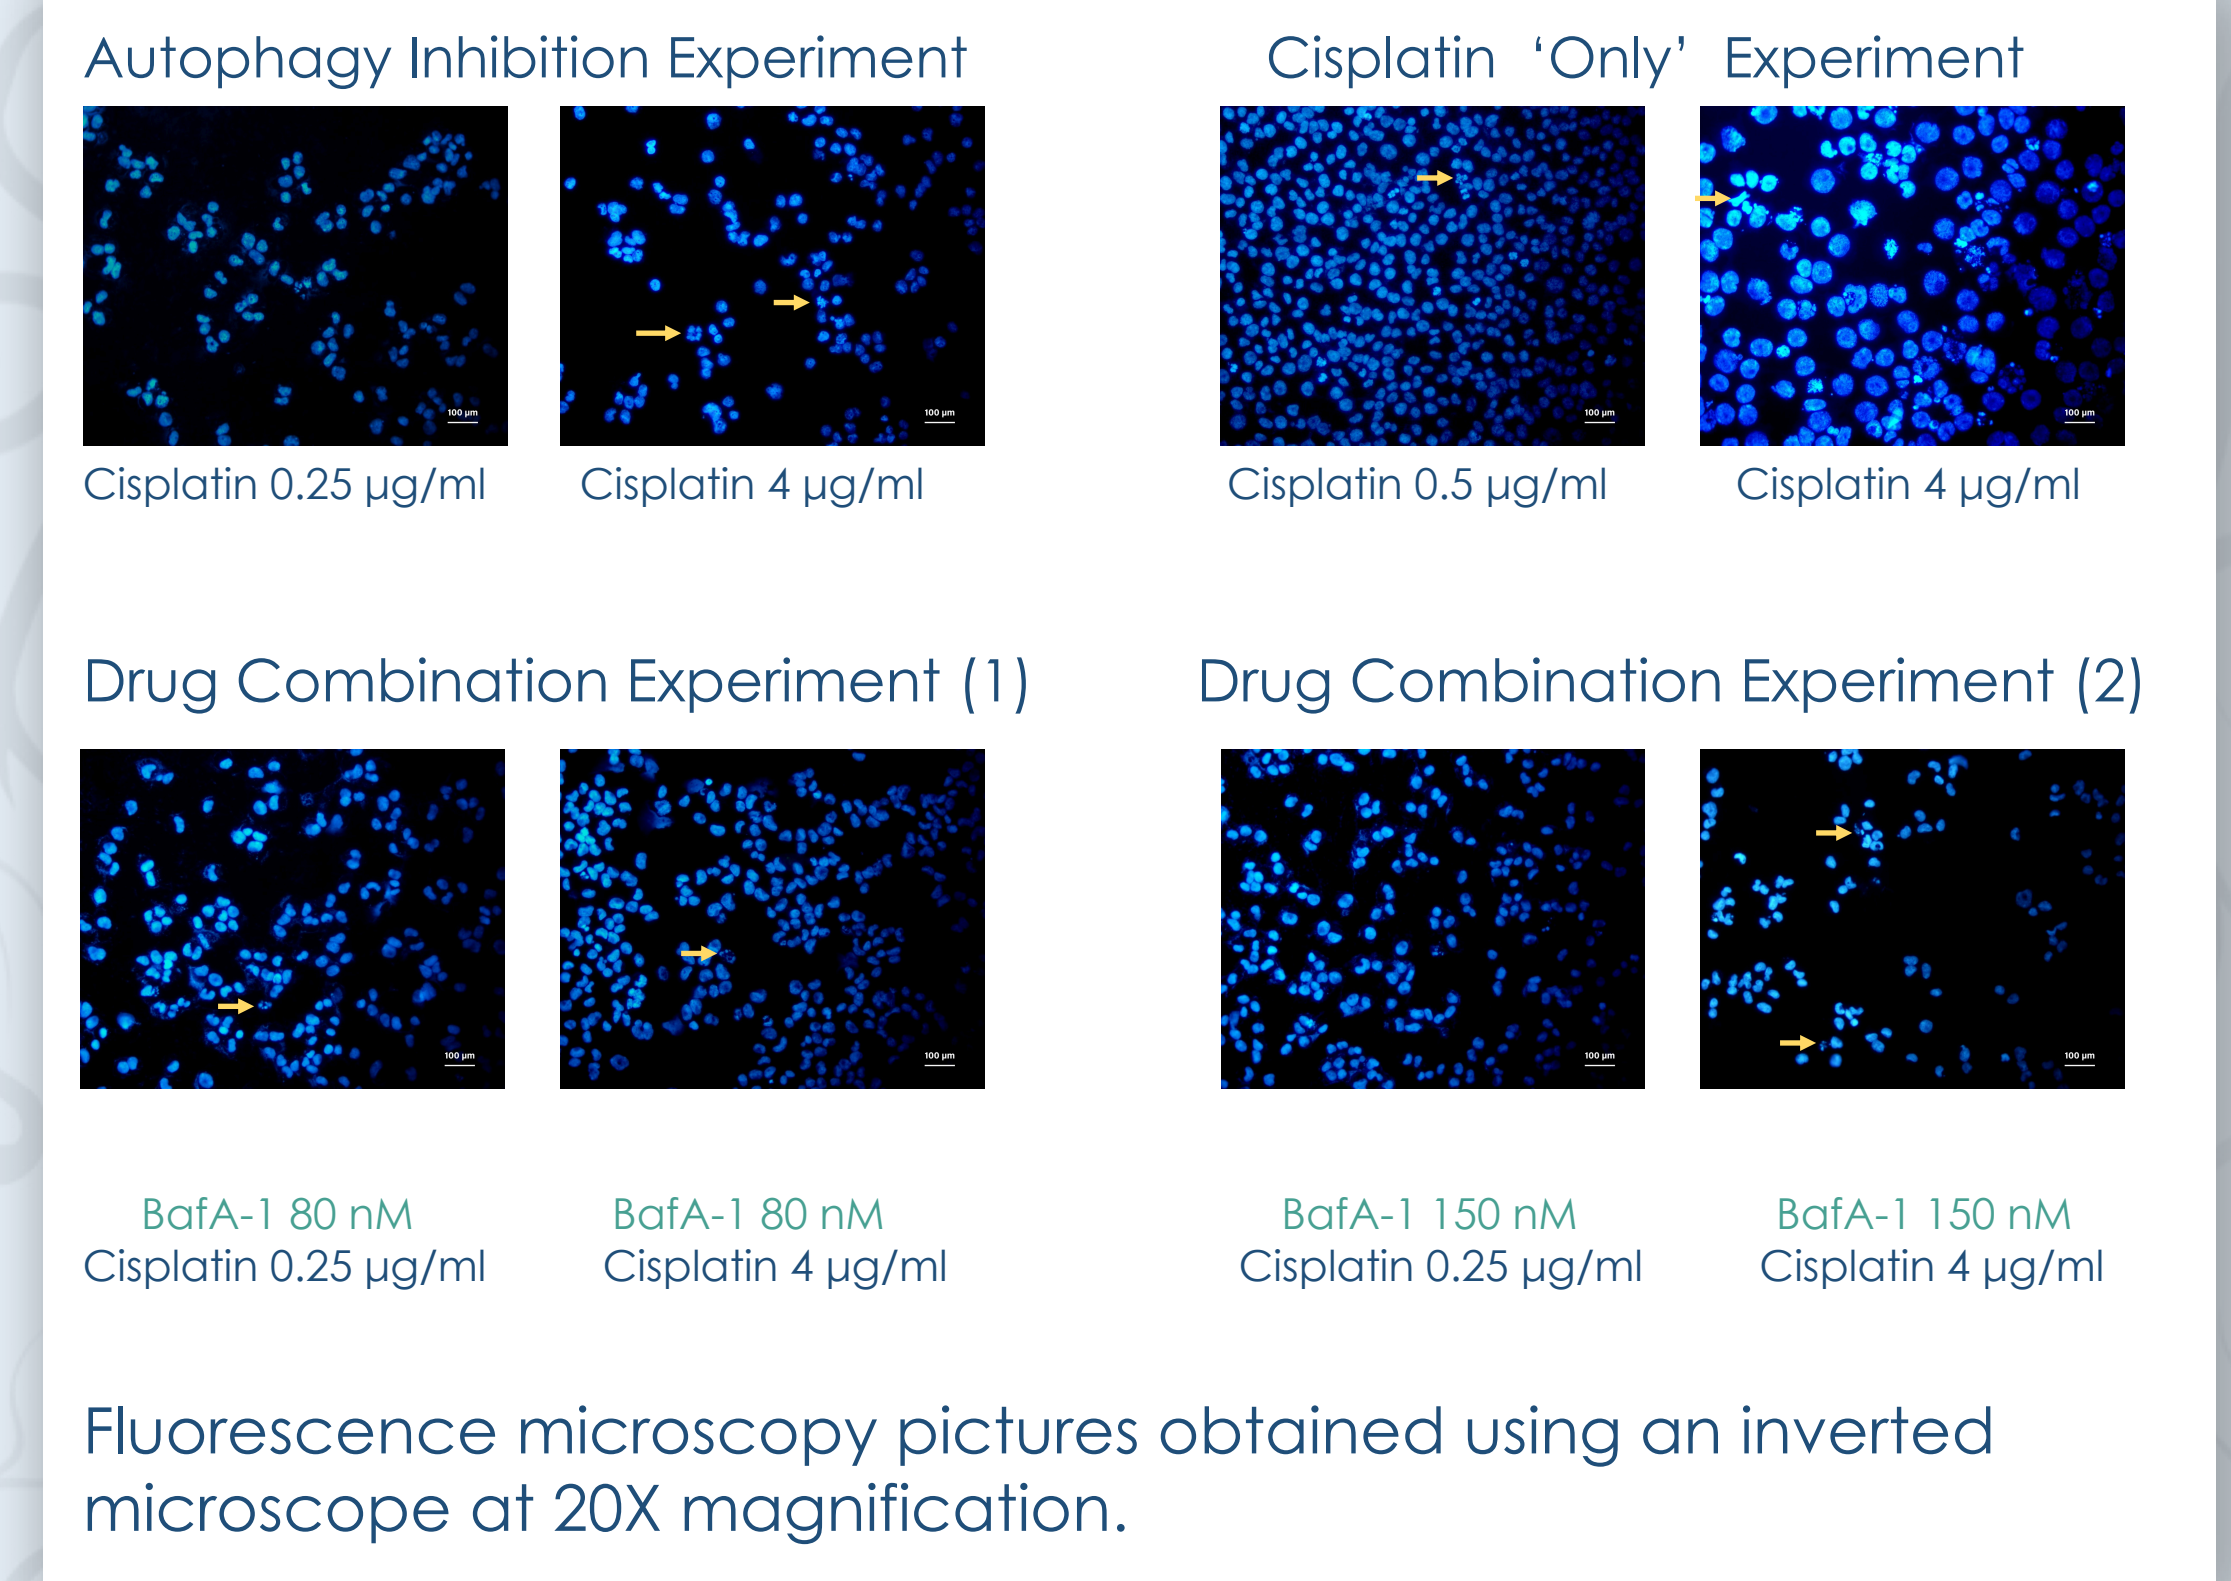 Autophagy Inhibition Experiment
Cisplatin ‘Only’ Experiment
100 µm
100 µm
100 µm
100 µm
Cisplatin 0.25 µg/ml
Cisplatin 4 µg/ml
Cisplatin 0.5 µg/ml
Cisplatin 4 µg/ml
Drug Combination Experiment (1)
Drug Combination Experiment (2)
100 µm
100 µm
100 µm
100 µm
BafA-1 80 nM
Cisplatin 0.25 µg/ml
BafA-1 80 nM
Cisplatin 4 µg/ml
BafA-1 150 nM
Cisplatin 0.25 µg/ml
BafA-1 150 nM
Cisplatin 4 µg/ml
Fluorescence microscopy pictures obtained using an inverted
microscope at 20X magnification.